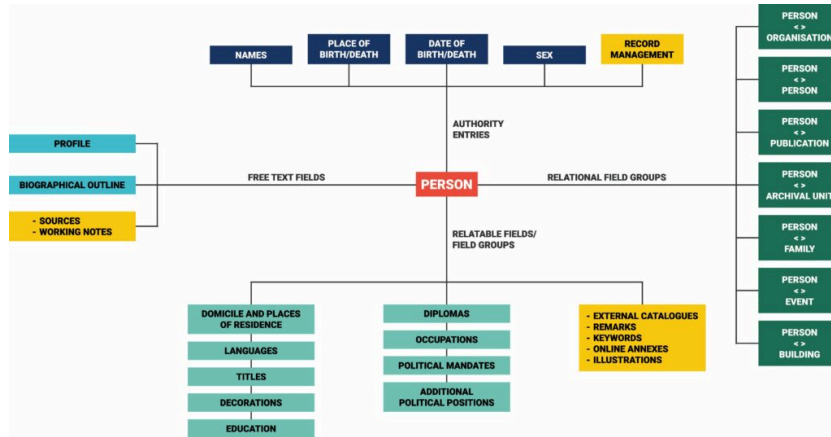 NAMES
PLACE OF
BIRTH/DEATH
DATE OF
BIRTH/DEATH
SEX
RECORD
MANAGEMENT
AUTHORITY
ENTRIES
PROFILE
BIOGRAPHICAL OUTLINE
- SOURCES
- WORKING NOTES
FREE TEXT FIELDS
PERSON
RELATIONAL FIELD GROUPS
PERSON
< >
ORGANISATION
PERSON
< >
PERSON
PERSON
< >
PUBLICATION
PERSON
< >
ARCHIVAL UNIT
PERSON
< >
FAMILY
PERSON
< >
EVENT
PERSON
< >
BUILDING
RELATABLE FIELDS/
FIELD GROUPS
DOMICILE AND PLACES
OF RESIDENCE
LANGUAGES
TITLES
DECORATIONS
EDUCATION
DIPLOMAS
OCCUPATIONS
POLITICAL MANDATES
ADDITIONAL
POLITICAL POSITIONS
- EXTERNAL CATALOGUES
- REMARKS
- KEYWORDS
- ONLINE ANNEXES
- ILLUSTRATIONS